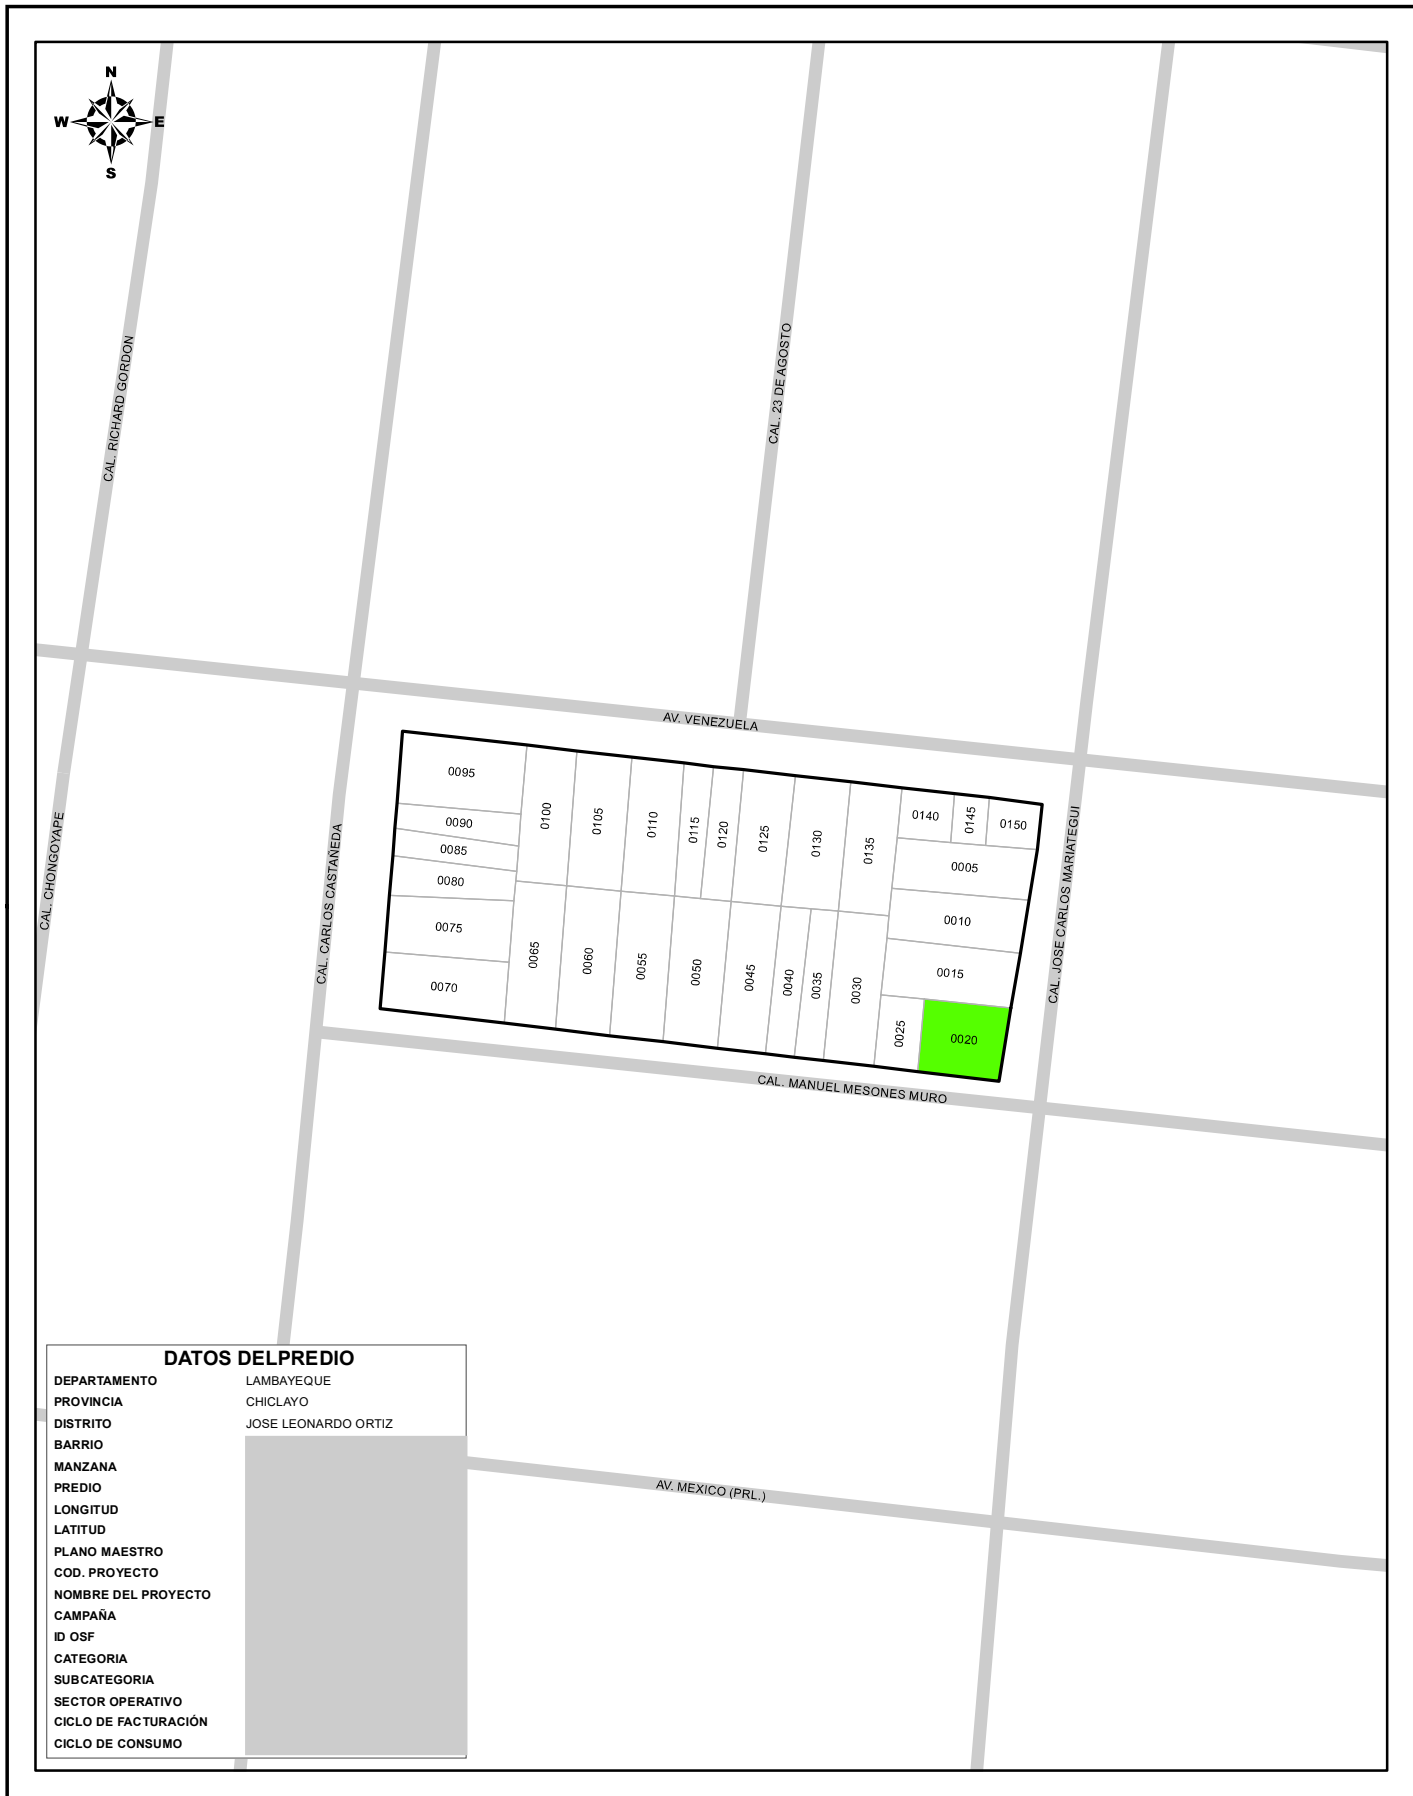 N
W E
S
CAL. RICHARD GORDON
CAL. 23 DE AGOSTO
AV. VENEZUELA
CAL. CHONGOYAPE
CAL. CARLOS CASTAÑEDA
CAL. JOSE CARLOS MARIATEGUI
0095
0090
0085
0080
0075
0070
0100
0105
0110
0115
0120
0125
0130
0135
0140
0145
0150
0005
0010
0015
0020
0025
0030
0035
0040
0045
0050
0055
0060
0065
CAL. MANUEL MESONES MURO
AV. MEXICO (PRL.)
DATOS DELPREDIO
DEPARTAMENTO LAMBAYEQUE
PROVINCIA CHICLAYO
DISTRITO JOSE LEONARDO ORTIZ
BARRIO
MANZANA
PREDIO
LONGITUD
LATITUD
PLANO MAESTRO
COD. PROYECTO
NOMBRE DEL PROYECTO
CAMPAÑA
ID OSF
CATEGORIA
SUBCATEGORIA
SECTOR OPERATIVO
CICLO DE FACTURACIÓN
CICLO DE CONSUMO